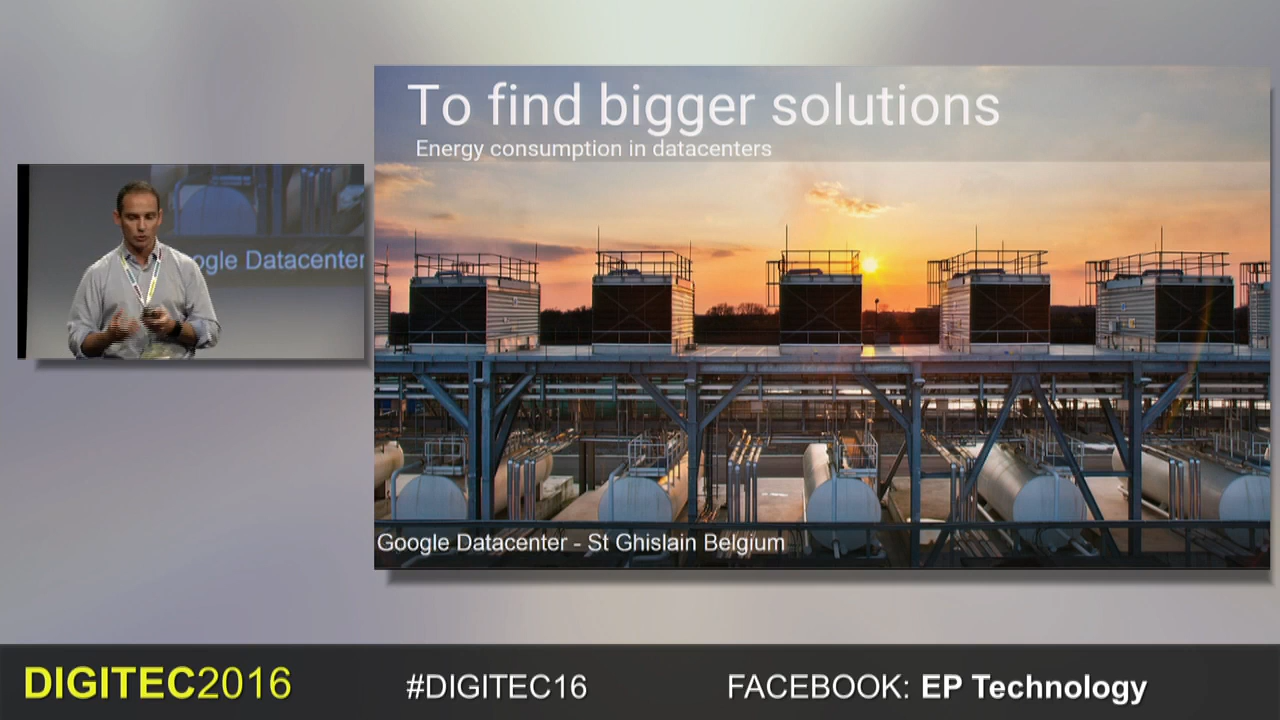 To find bigger solutions
Energy consumption in datacenters
ogle Datacenter
Google Datacenter - St Ghislain Belgium
DIGITEC2016
#DIGITEC16
FACEBOOK: EP Technology